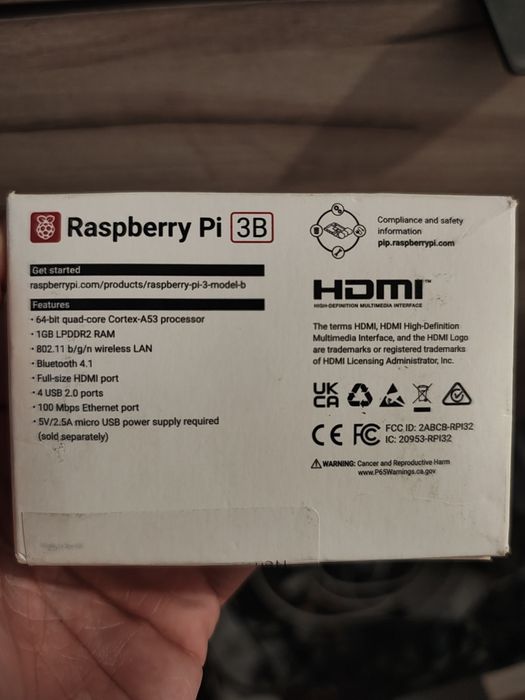 Raspberry Pi 3B
Get started
raspberrypi.com/products/raspberry-pi-3-model-b
Features
· 64-bit quad-core Cortex-A53 processor
· 1GB LPDDR2 RAM
· 802.11 b/g/n wireless LAN
· Bluetooth 4.1
· Full-size HDMI port
· 4 USB 2.0 ports
· 100 Mbps Ethernet port
· 5V/2.5A micro USB power supply required
(sold separately)
Compliance and safety
information
pip.raspberrypi.com
HDMI™
HIGH-DEFINITION MULTIMEDIA INTERFACE
The terms HDMI, HDMI High-Definition
Multimedia Interface, and the HDMI Logo
are trademarks or registered trademarks
of HDMI Licensing Administrator, Inc.
UK
CA
CE FC FCC ID: 2ABCB-RPI32
IC: 20953-RPI32
WARNING: Cancer and Reproductive Harm
www.P65Warnings.ca.gov